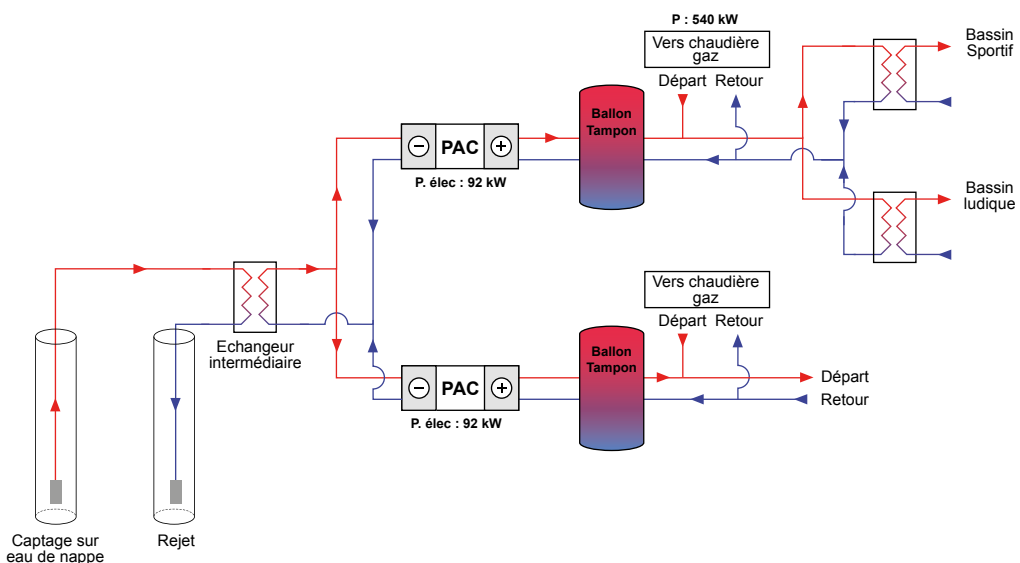 P : 540 kW
Vers chaudière
gaz
Départ Retour
Bassin
Sportif
Ballon
Tampon
PAC
P. élec : 92 kW
Bassin
ludique
Vers chaudière
gaz
Départ Retour
Echangeur
intermédiaire
Ballon
Tampon
PAC
P. élec : 92 kW
Départ
Retour
Captage sur
eau de nappe
Rejet